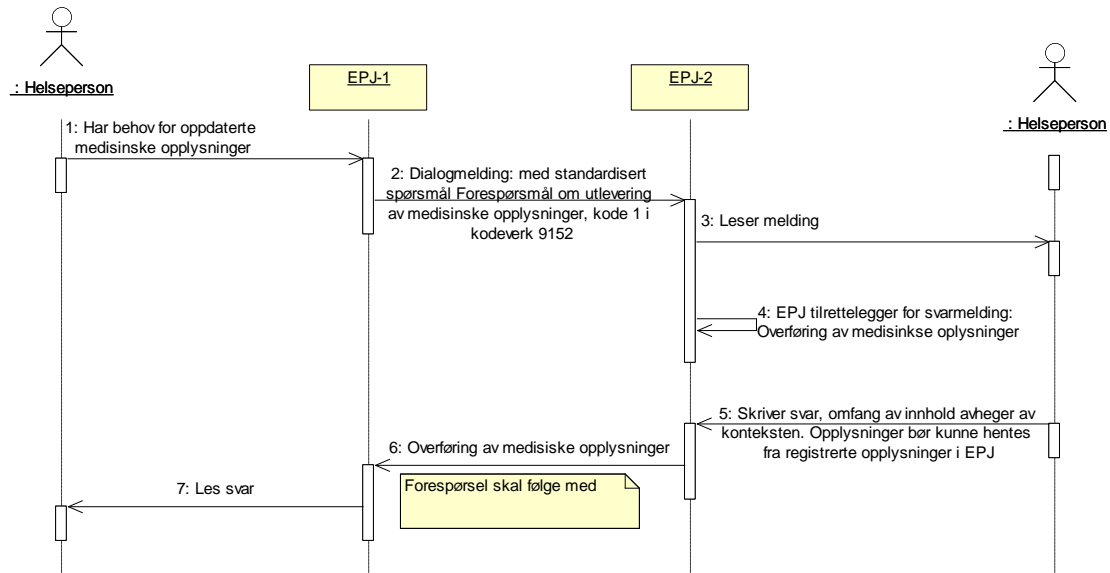 : Helseperson
EPJ-1
EPJ-2
: Helseperson
1: Har behov for oppdaterte
medisinske opplysninger
2: Dialogmelding: med standardisert
spørsmål Forespørsmål om utlevering
av medisinske opplysninger, kode 1 i
kodeverk 9152
3: Leser melding
4: EPJ tilrettelegger for svarmelding:
Overføring av medisinkse oplysninger
5: Skriver svar, omfang av innhold avheger av
konteksten. Opplysninger bør kunne hentes
fra registrerte opplysninger i EPJ
6: Overføring av medisiske opplysninger
Forespørsel skal følge med
7: Les svar